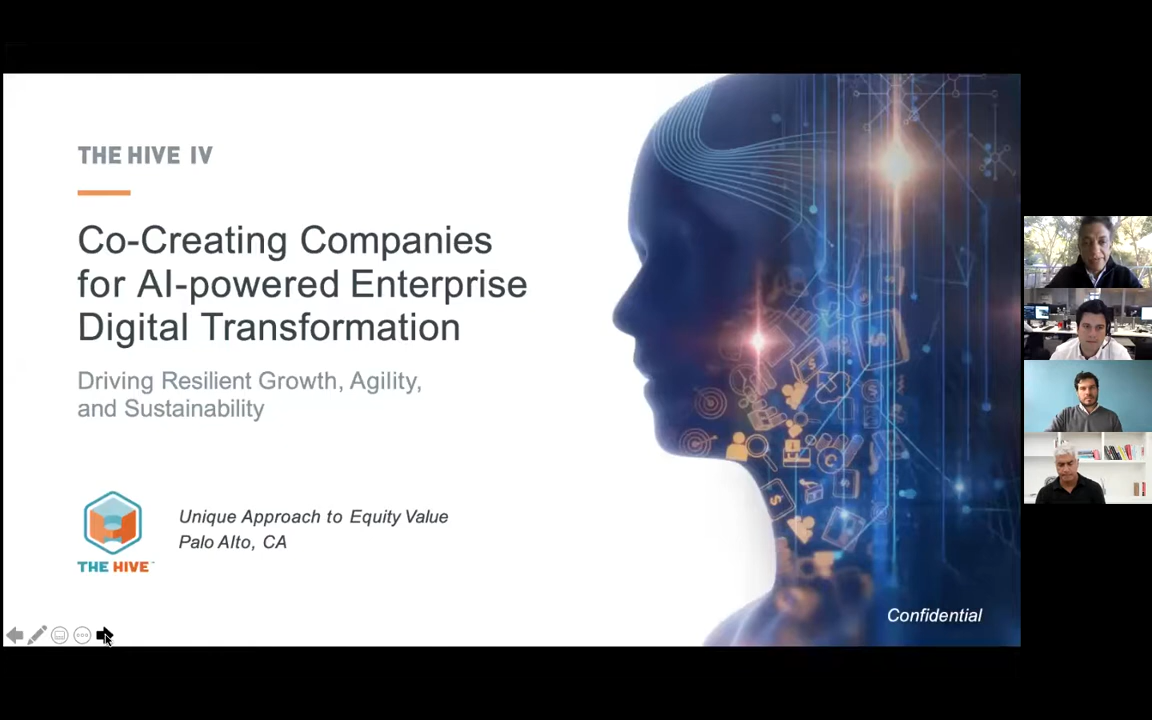 THE HIVE IV
Co-Creating Companies
for AI-powered Enterprise
Digital Transformation
Driving Resilient Growth, Agility,
and Sustainability
Unique Approach to Equity Value
Palo Alto, CA
THE HIVE
Confidential